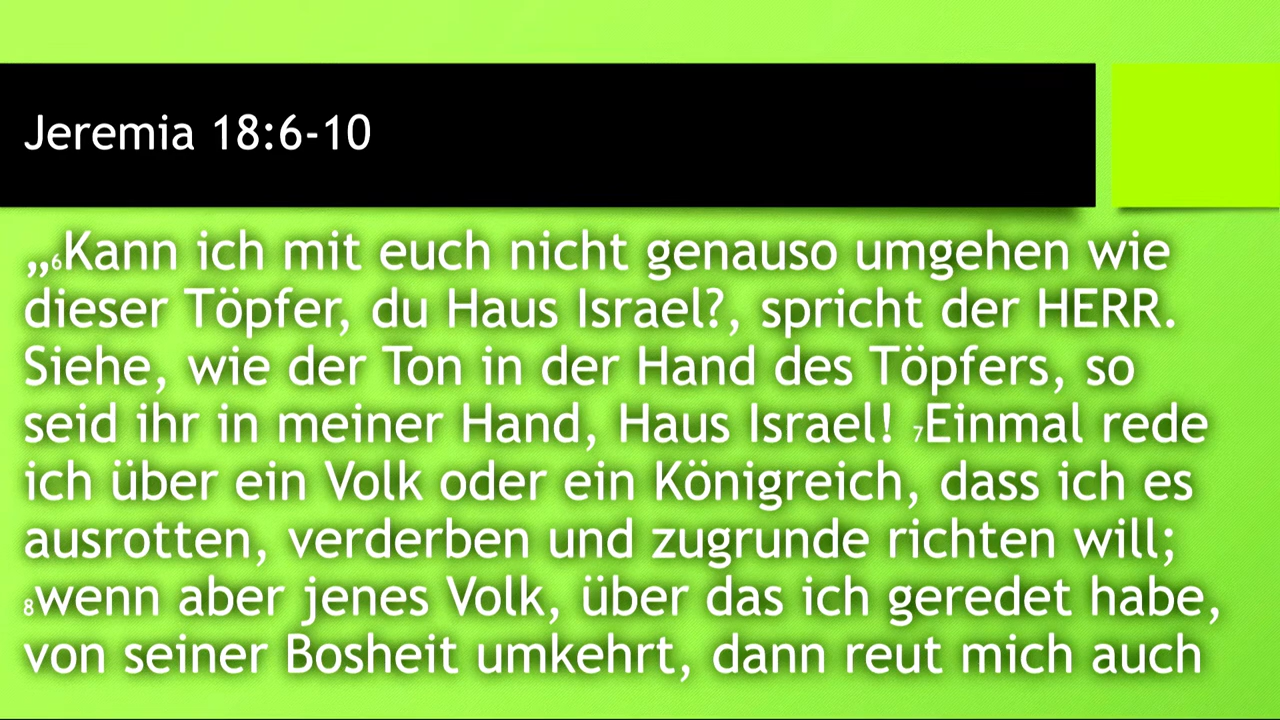 Jeremia 18:6-10
„6Kann ich mit euch nicht genauso umgehen wie
dieser Töpfer, du Haus Israel?, spricht der HERR.
Siehe, wie der Ton in der Hand des Töpfers, so
seid ihr in meiner Hand, Haus Israel! 7Einmal rede
ich über ein Volk oder ein Königreich, dass ich es
ausrotten, verderben und zugrunde richten will;
8wenn aber jenes Volk, über das ich geredet habe,
von seiner Bosheit umkehrt, dann reut mich auch